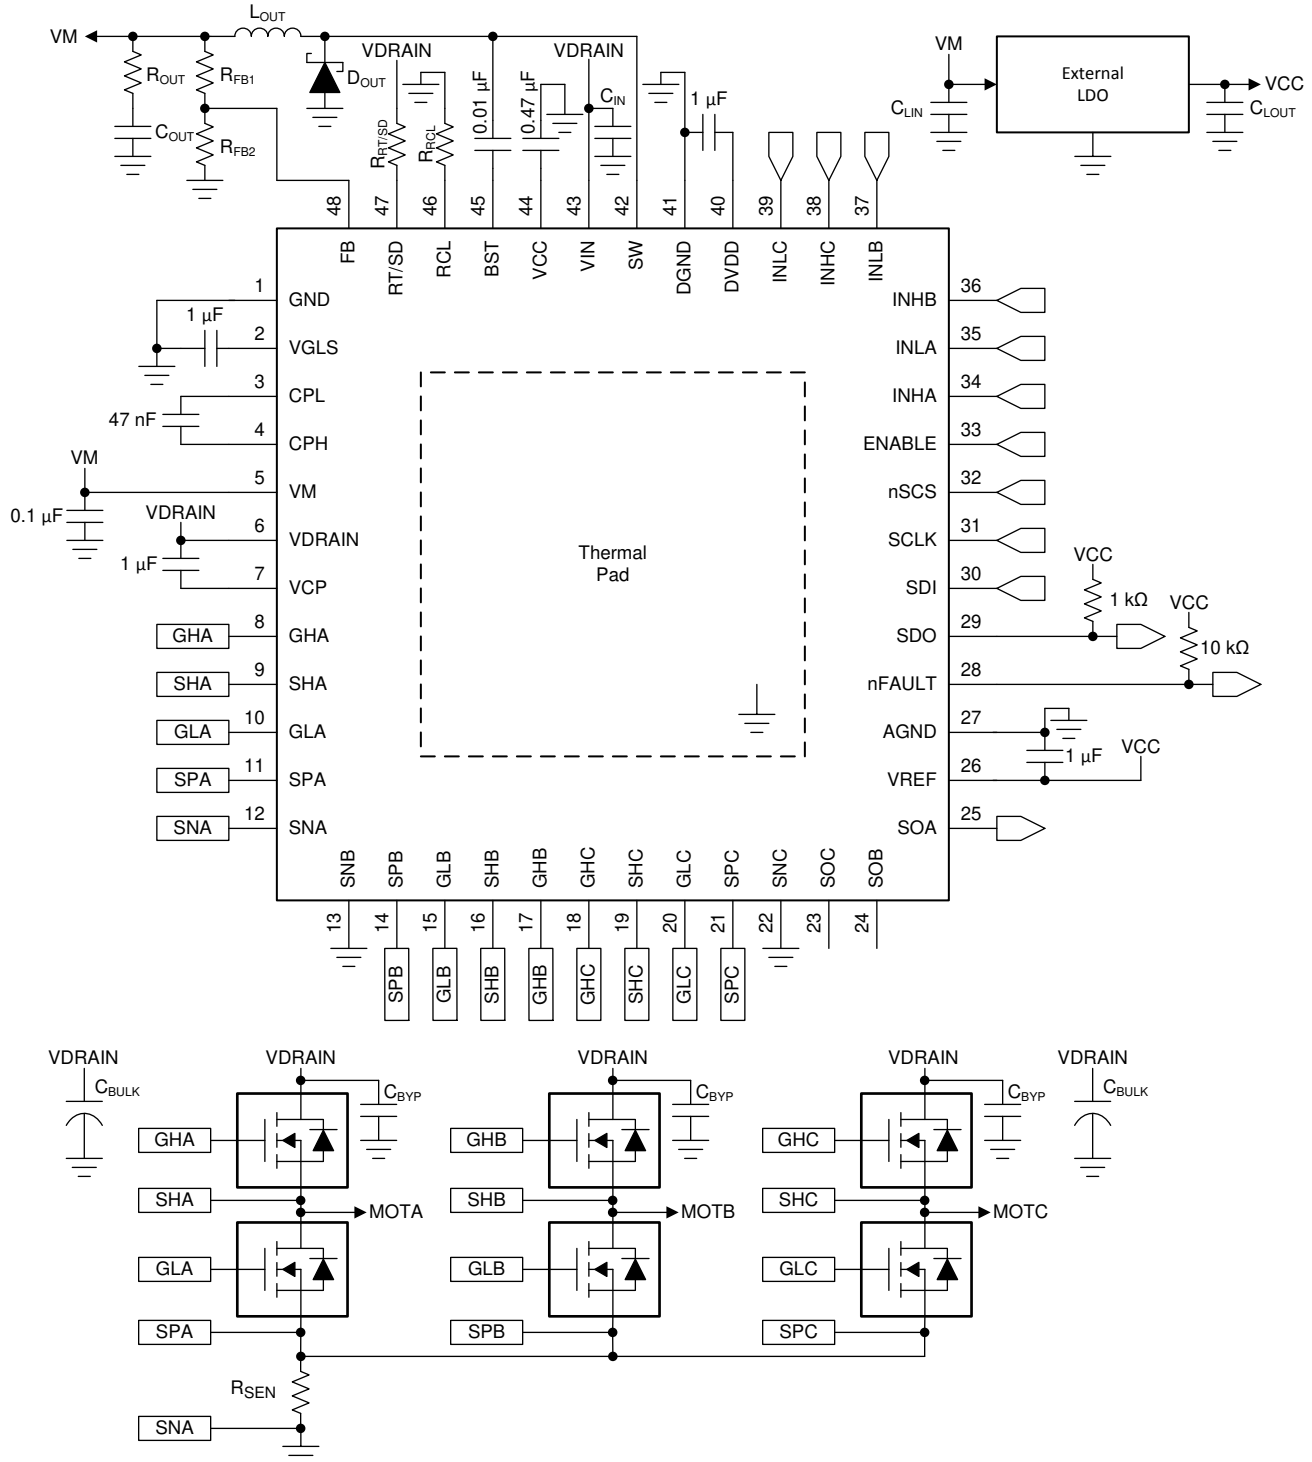 LOUT
VM
VDRAIN
VDRAIN
ROUT
RFB1
DOUT
RRT/SD
RRCL
0.01 µF
0.47 µF
CIN
1 µF
COUT
RFB2
VM
External
LDO
VCC
CLIN
CLOUT
48
47
46
45
44
43
42
41
40
39
38
37
FB
RT/SD
RCL
BST
VCC
VIN
SW
DGND
DVDD
INLC
INHC
INLB
1
GND
1 µF
2
VGLS
3
CPL
47 nF
4
CPH
VM
5
VM
0.1 µF
VDRAIN
6
VDRAIN
1 µF
7
VCP
GHA
8
GHA
SHA
9
SHA
GLA
10
GLA
SPA
11
SPA
SNA
12
SNA
Thermal
Pad
INHB
36
INLA
35
INHA
34
ENABLE
33
nSCS
32
SCLK
31
SDI
30
VCC
1 kΩ
SDO
29
VCC
10 kΩ
nFAULT
28
AGND
27
1 µF
VCC
VREF
26
SOA
25
SNB
SPB
GLB
SHB
GHB
GHC
SHC
GLC
SPC
SNC
SOC
SOB
13
14
15
16
17
18
19
20
21
22
23
24
SPB
GLB
SHB
GHB
GHC
SHC
GLC
SPC
VDRAIN
CBULK
VDRAIN
CBYP
GHA
SHA
MOTA
GLA
SPA
RSEN
SNA
VDRAIN
CBYP
GHB
SHB
MOTB
GLB
SPB
VDRAIN
CBYP
GHC
SHC
MOTC
GLC
SPC
VDRAIN
CBULK